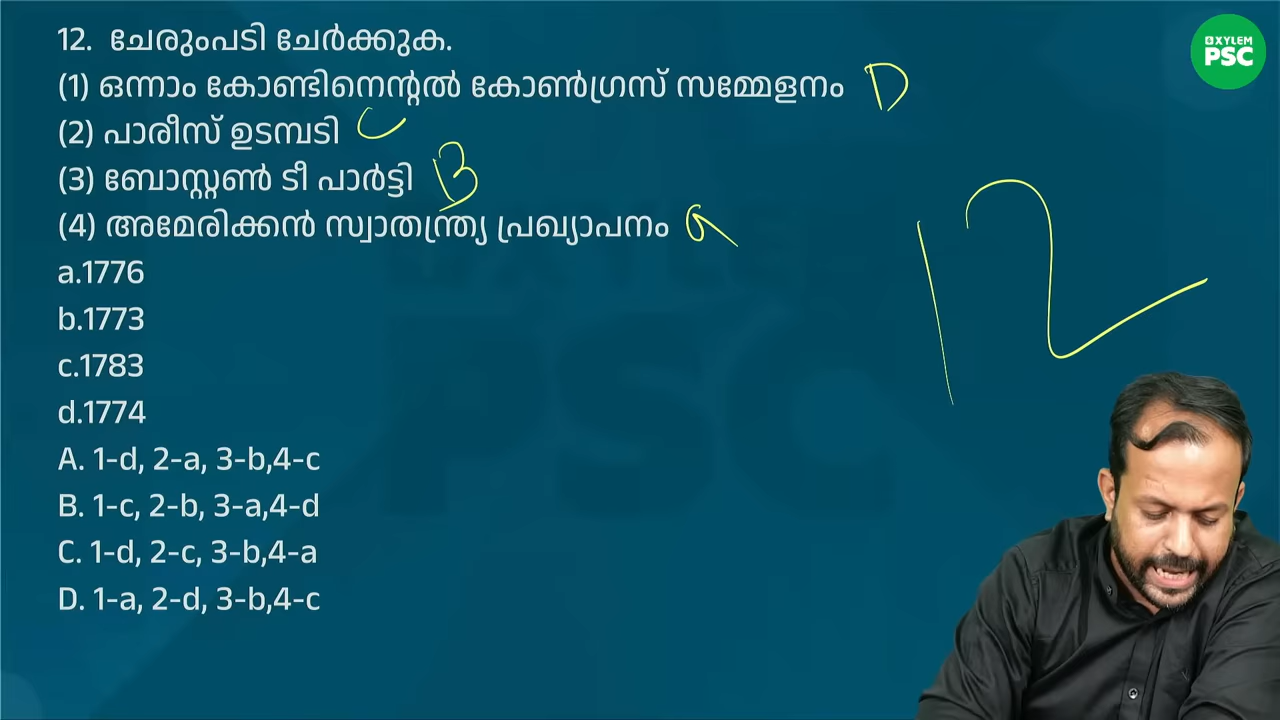 12. ചേരുംപടി ചേർക്കുക.
(1) ഒന്നാം കോണ്ടിനെന്റൽ കോൺഗ്രസ് സമ്മേളനം D
(2) പാരീസ് ഉടമ്പടി C
(3) ബോസ്റ്റൺ ടീ പാർട്ടി B
(4) അമേരിക്കൻ സ്വാതന്ത്ര്യ പ്രഖ്യാപനം a
a.1776
b.1773
c.1783
d.1774
A. 1-d, 2-a, 3-b,4-c
B. 1-c, 2-b, 3-a,4-d
C. 1-d, 2-c, 3-b,4-a
D. 1-a, 2-d, 3-b,4-c
12
XYLEM
PSC
PSC